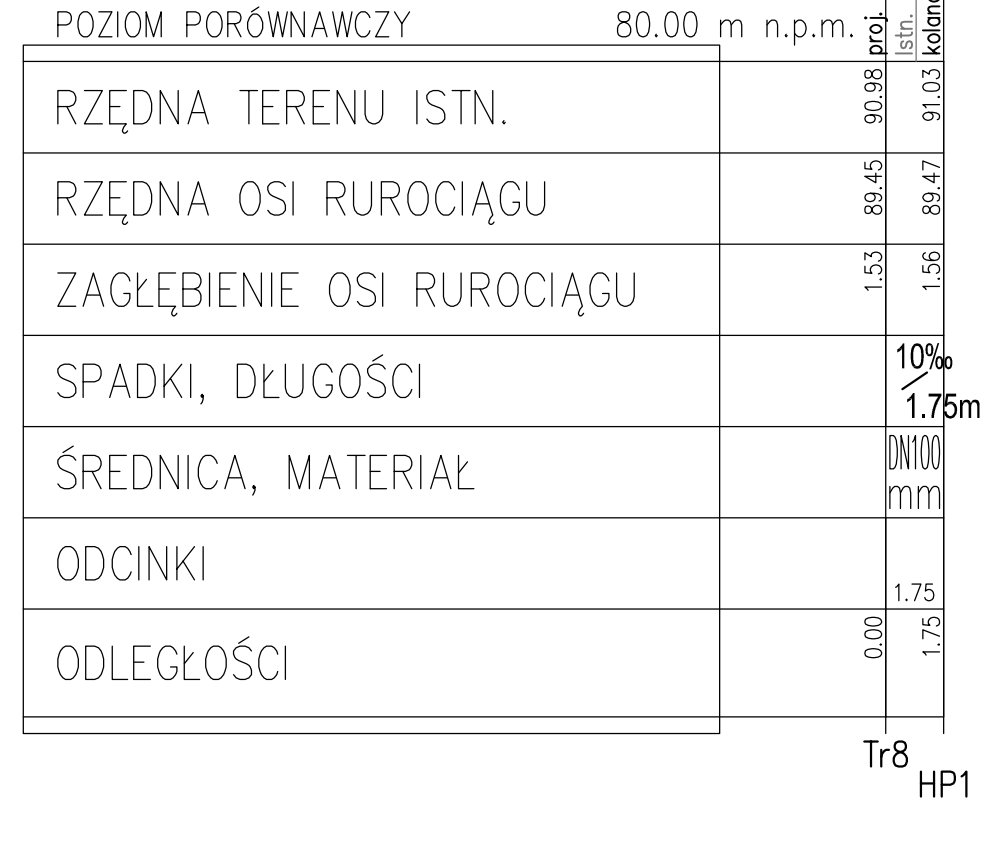 POZIOM PORÓWNAWCZY 80.00 m n.p.m.
proj.
Istn.
RZĘDNA TERENU ISTN. 90.98 91.03
RZĘDNA OSI RUROCIĄGU 89.45 89.47
ZAGŁĘBIENIE OSI RUROCIĄGU 1.53 1.56
SPADKI, DŁUGOŚCI 10‰
1.75m
ŚREDNICA, MATERIAŁ DN100
mm
ODCINKI 1.75
ODLEGŁOŚCI 0.00 1.75
Tr8
HP1